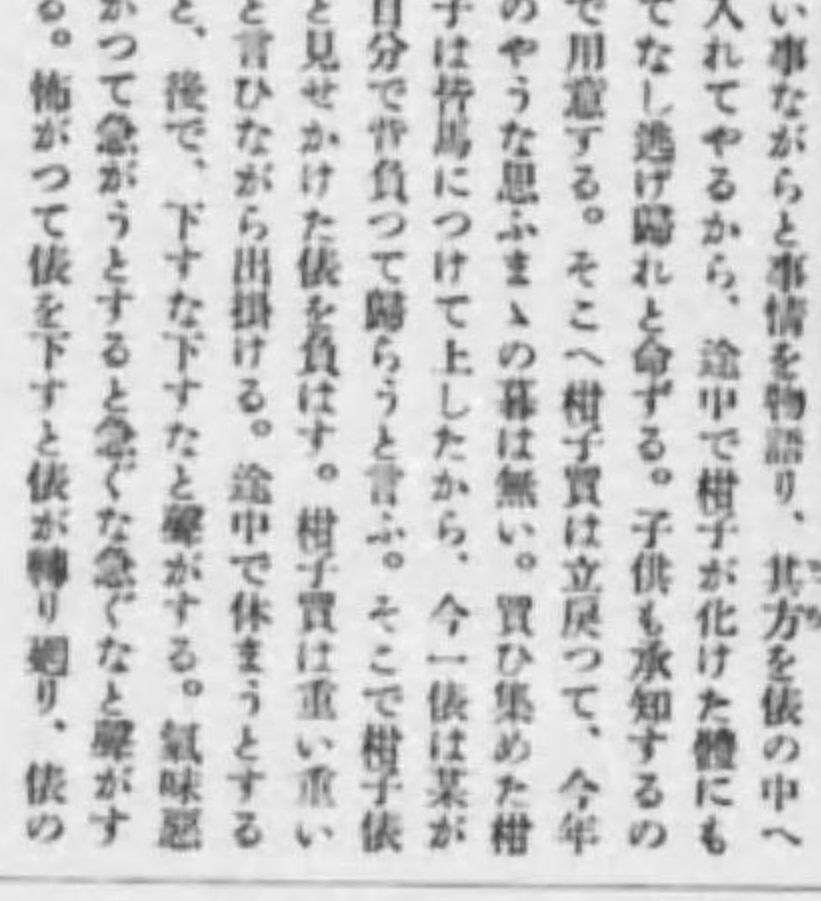 い事ながらと事情を物語り、其方を俵の中へ
入れてやるから、途中で柑子が化けた體にも
てなし逃げ歸れと命ずる。子供も承知するの
で用意する。そこへ柑子買は立戻つて、今年
のやうな思ふまゝの暮は無い。買ひ集めた柑
子は皆馬につけて上したから、今一俵は某が
自分で背負つて歸らうと言ふ。そこで柑子俵
と見せかけた俵を負はす。柑子買は重い重い
と言ひながら出掛ける。途中で休まうとする
と、後で、下すな下すなと聲がする。氣味惡
がつて急がうとすると急ぐな急ぐなと聲がす
る。怖がつて俵を下すと俵が轉り廻り、俵の